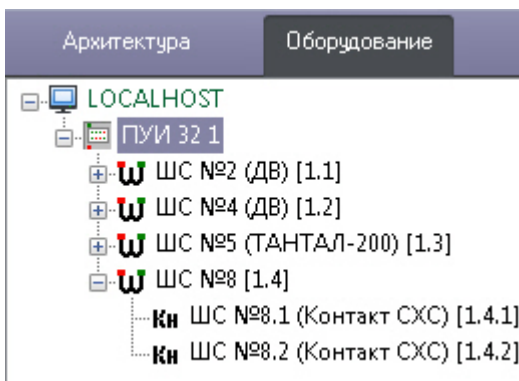 Архитектура Оборудование
LOCALHOST
ПУИ 32 1
ШС №2 (ДВ) [1.1]
ШС №4 (ДВ) [1.2]
ШС №5 (ТАНТАЛ-200) [1.3]
ШС №8 [1.4]
Кн ШС №8.1 (Контакт СХС) [1.4.1]
Кн ШС №8.2 (Контакт СХС) [1.4.2]